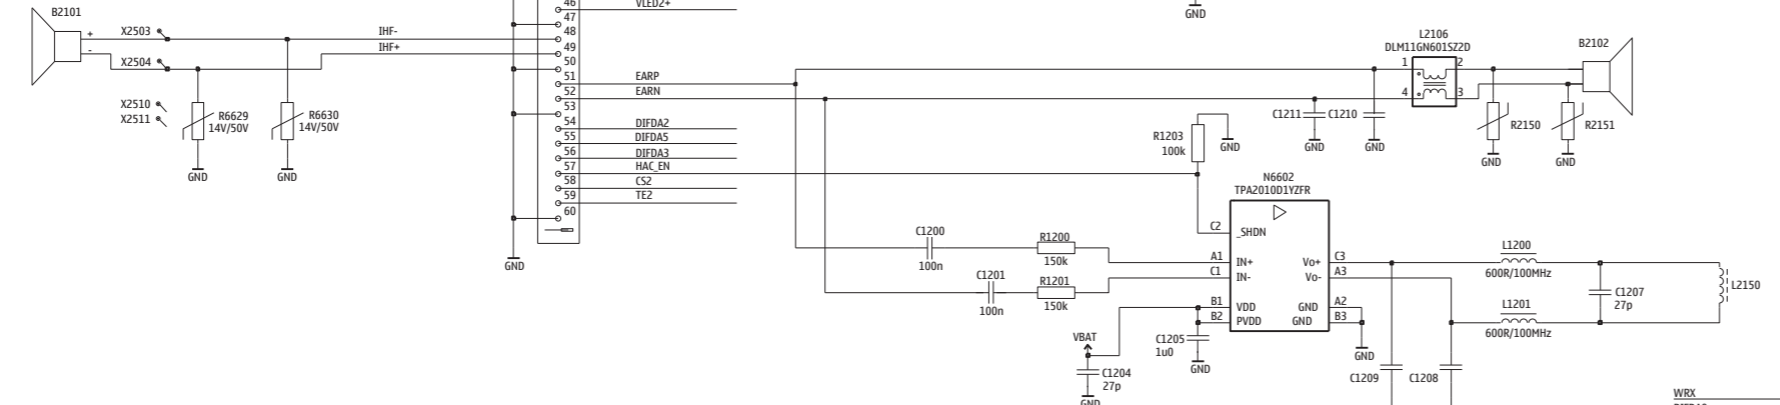 B2101
+
-
X2503
X2504
X2510
X2511
R6629
14V/50V
GND
R6630
14V/50V
GND
IHF-
IHF+
46
47
48
49
50
51
52
53
54
55
56
57
58
59
60
GND
VLED2+
EARP
EARN
DIFDA2
DIFDA5
DIFDA3
HAC_EN
CS2
TE2
GND
L2106
DLM11GN601SZ2D
1
2
4
3
B2102
C1211
C1210
GND
GND
R2150
R2151
GND
GND
R1203
100k
GND
N6602
TPA2010D1YZFR
C2
_SHDN
A1
IN+
C1
IN-
B1
VDD
B2
PVDD
Vo+
C3
Vo-
A3
GND
A2
GND
B3
C1200
100n
R1200
150k
C1201
100n
R1201
150k
VBAT
C1204
27p
GND
C1205
1u0
GND
GND
C1209
C1208
L1200
600R/100MHz
L1201
600R/100MHz
C1207
27p
L2150
WRX